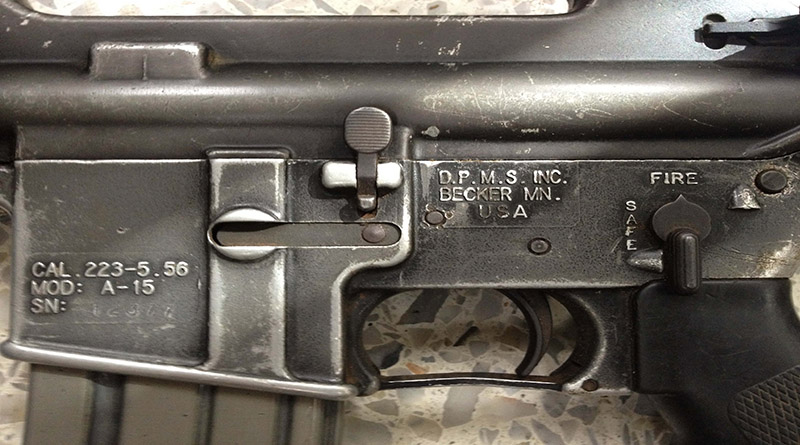 CAL.223-5.56
MOD: A-15
SN:
D.P.M.S. INC.
BECKER MN.
USA
FIRE
SAFE